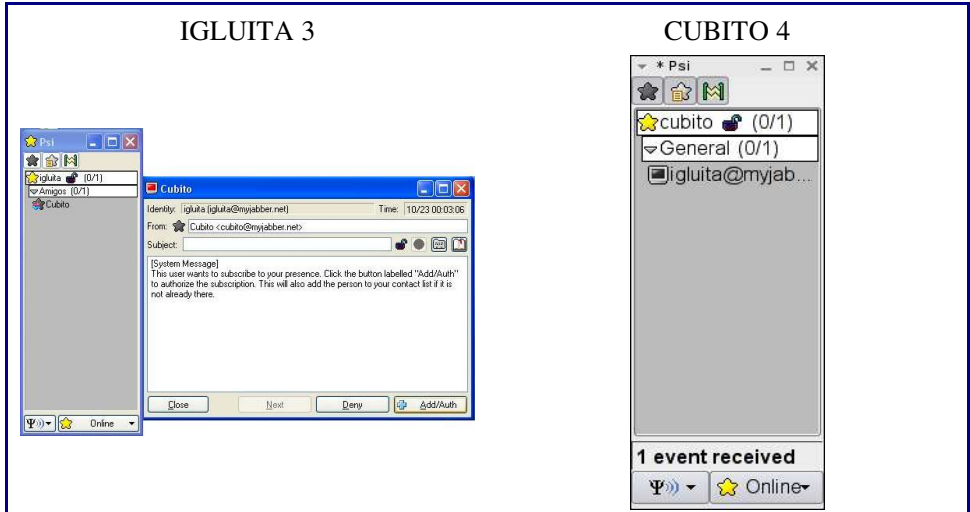 IGLUITA 3
CUBITO 4
Psi
igluita (0/1)
Amigos (0/1)
Cubito
Ψ Online
Cubito
Identity: igluita (igluita@myjabber.net) Time: 10/23 00:03:06
From: Cubito <cubito@myjabber.net>
Subject:
[System Message]
This user wants to subscribe to your presence. Click the button labelled "Add/Auth"
to authorize the subscription. This will also add the person to your contact list if it is
not already there.
Close Next Deny Add/Auth
* Psi
cubito (0/1)
General (0/1)
igluita@myjab...
1 event received
Ψ Online